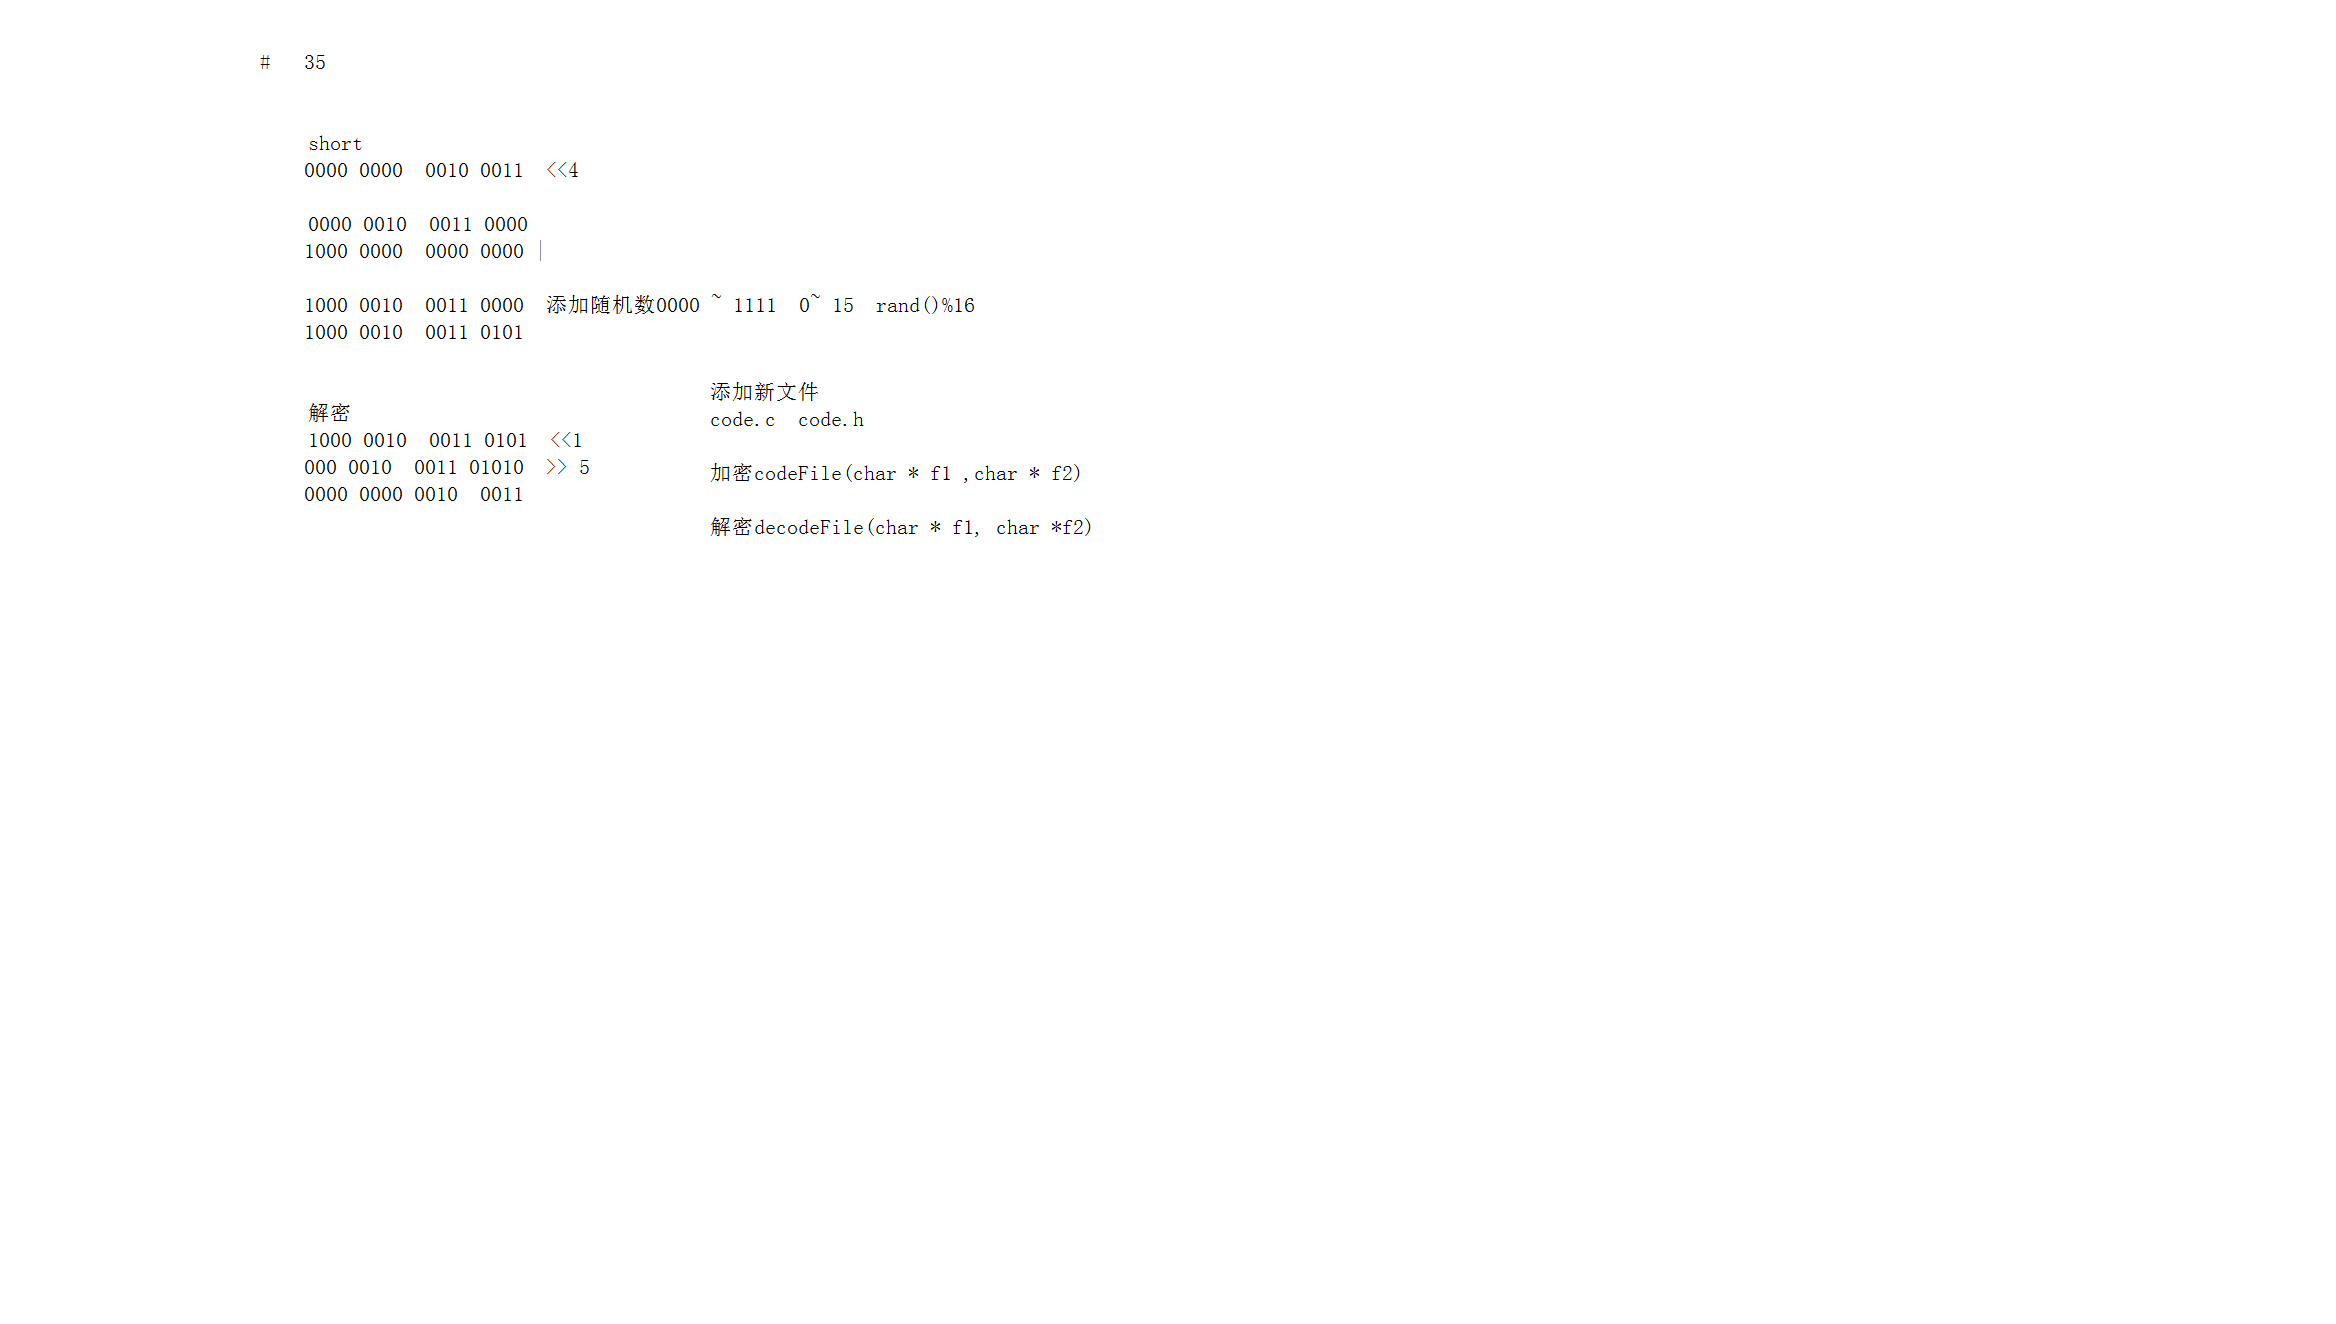 # 35
short
0000 0000 0010 0011 <<4
0000 0010 0011 0000
1000 0000 0000 0000
1000 0010 0011 0000 添加随机数0000 ~ 1111 0~ 15 rand()%16
1000 0010 0011 0101
解密
1000 0010 0011 0101 <<1
000 0010 0011 01010 >> 5
0000 0000 0010 0011
添加新文件
code.c code.h
加密codeFile(char * f1 ,char * f2)
解密decodeFile(char * f1, char *f2)